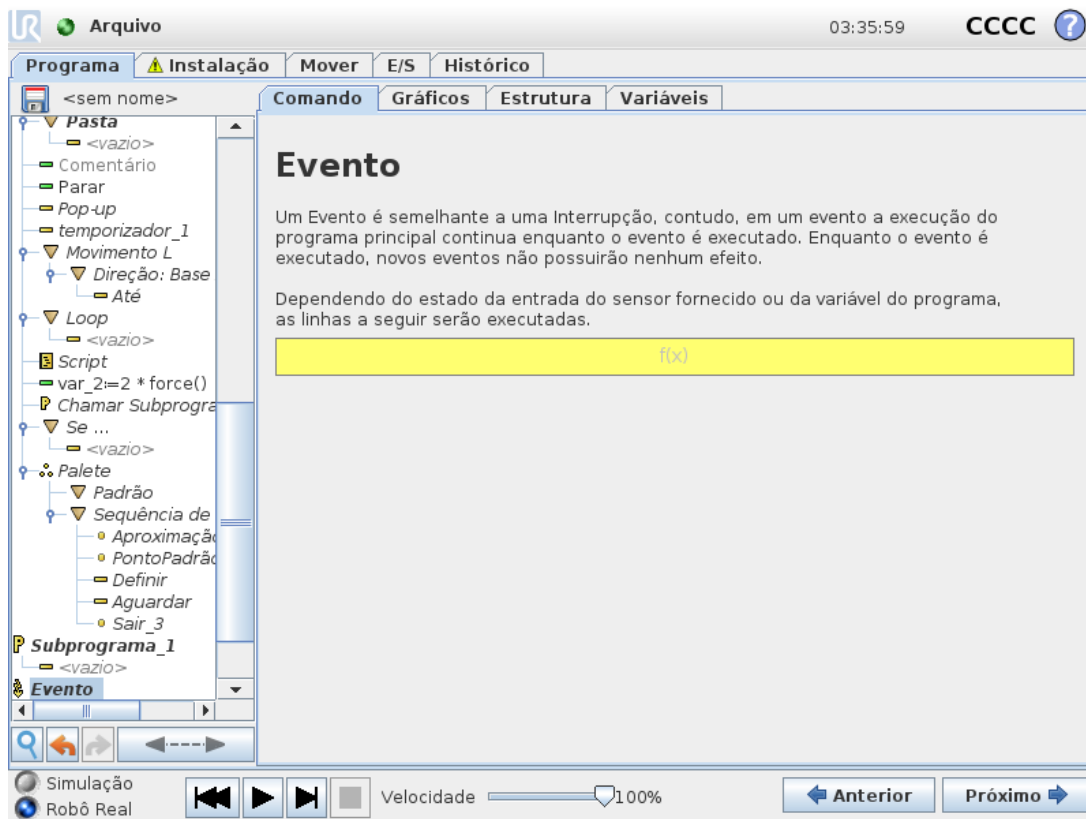 UR Arquivo 03:35:59 CCCC ?
Programa Instalação Mover E/S Histórico
<sem nome> Comando Gráficos Estrutura Variáveis
Pasta
<vazio>
Comentário
Parar
Pop-up
temporizador_1
Movimento L
Direção: Base
Até
Loop
<vazio>
Script
var_2:=2 * force()
Chamar Subprogra
Se ...
<vazio>
Palete
Padrão
Sequência de
Aproximação
PontoPadrão
Definir
Aguardar
Sair_3
Subprograma_1
<vazio>
Evento
Evento
Um Evento é semelhante a uma Interrupção, contudo, em um evento a execução do
programa principal continua enquanto o evento é executado. Enquanto o evento é
executado, novos eventos não possuirão nenhum efeito.
Dependendo do estado da entrada do sensor fornecido ou da variável do programa,
as linhas a seguir serão executadas.
f(x)
Simulação
Robô Real
Velocidade 100% Anterior Próximo